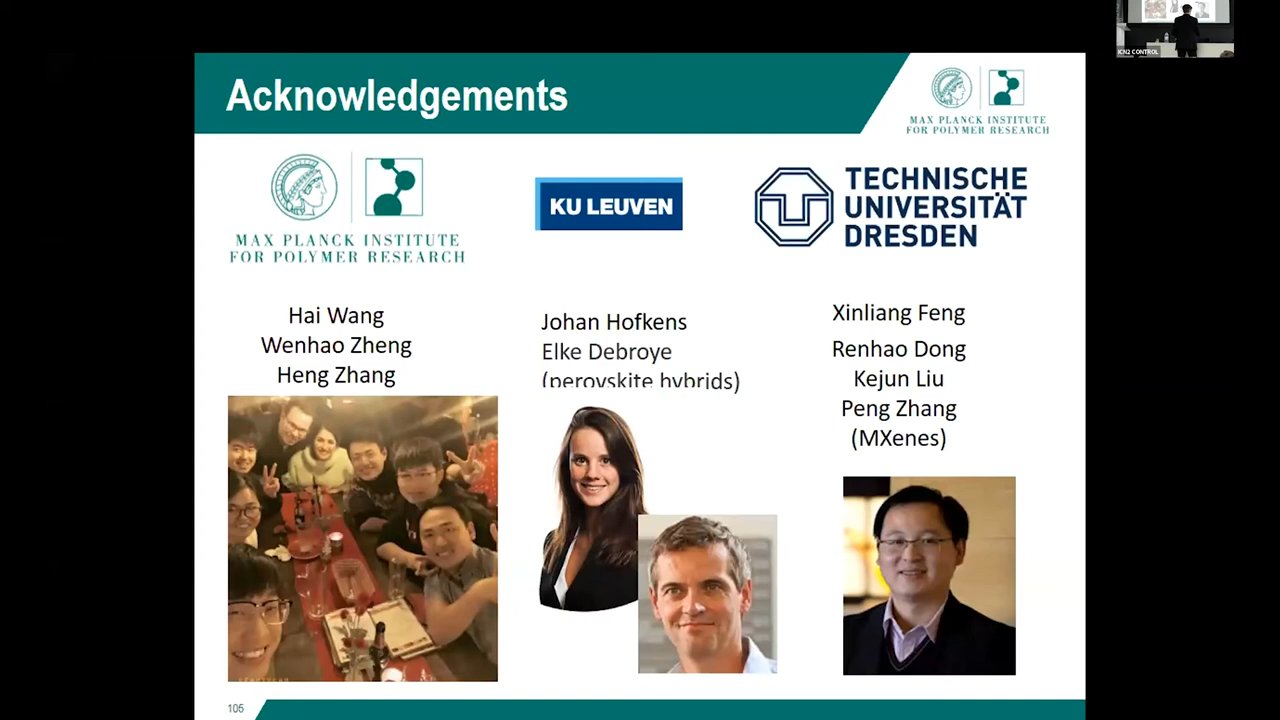 ICN2 CONTROL
Acknowledgements
MAX PLANCK INSTITUTE
FOR POLYMER RESEARCH
MAX PLANCK INSTITUTE
FOR POLYMER RESEARCH
KU LEUVEN
TECHNISCHE
UNIVERSITÄT
DRESDEN
Hai Wang
Wenhao Zheng
Heng Zhang
Johan Hofkens
Elke Debroye
(perovskite hybrids)
Xinliang Feng
Renhao Dong
Kejun Liu
Peng Zhang
(MXenes)
105